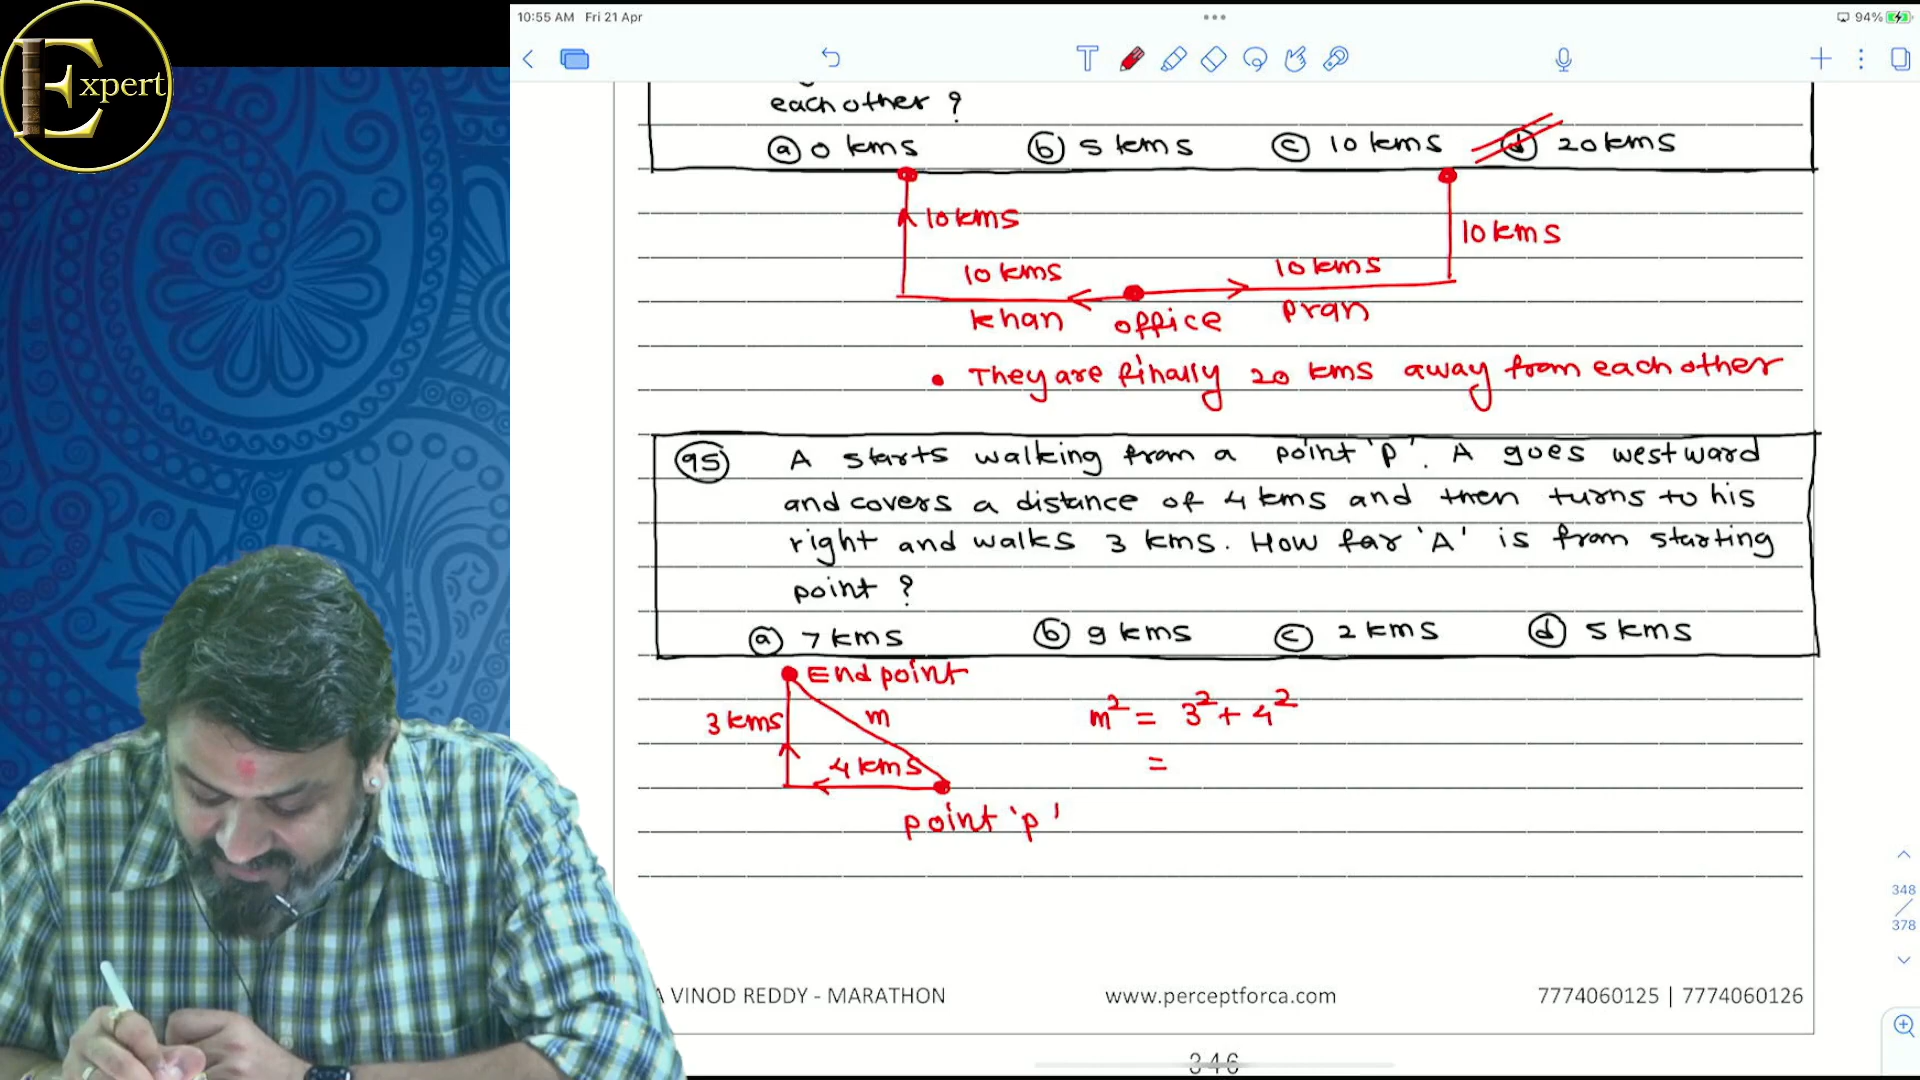 Expert
10:55 AM Fri 21 Apr
94%
each other ?
(a) 0 kms (b) 5 kms (c) 10 kms (d) 20 kms
10 kms
10 kms
10 kms 10 kms
khan office pran
• They are finally 20 kms away from each other
(95) A starts walking from a point 'p'. A goes westward
and covers a distance of 4 kms and then turns to his
right and walks 3 kms. How far 'A' is from starting
point ?
(a) 7 kms (b) 9 kms (c) 2 kms (d) 5 kms
End point
3 kms m m² = 3² + 4²
4 kms =
point 'p'
348
/
378
A VINOD REDDY - MARATHON www.perceptforca.com 7774060125 | 7774060126
346